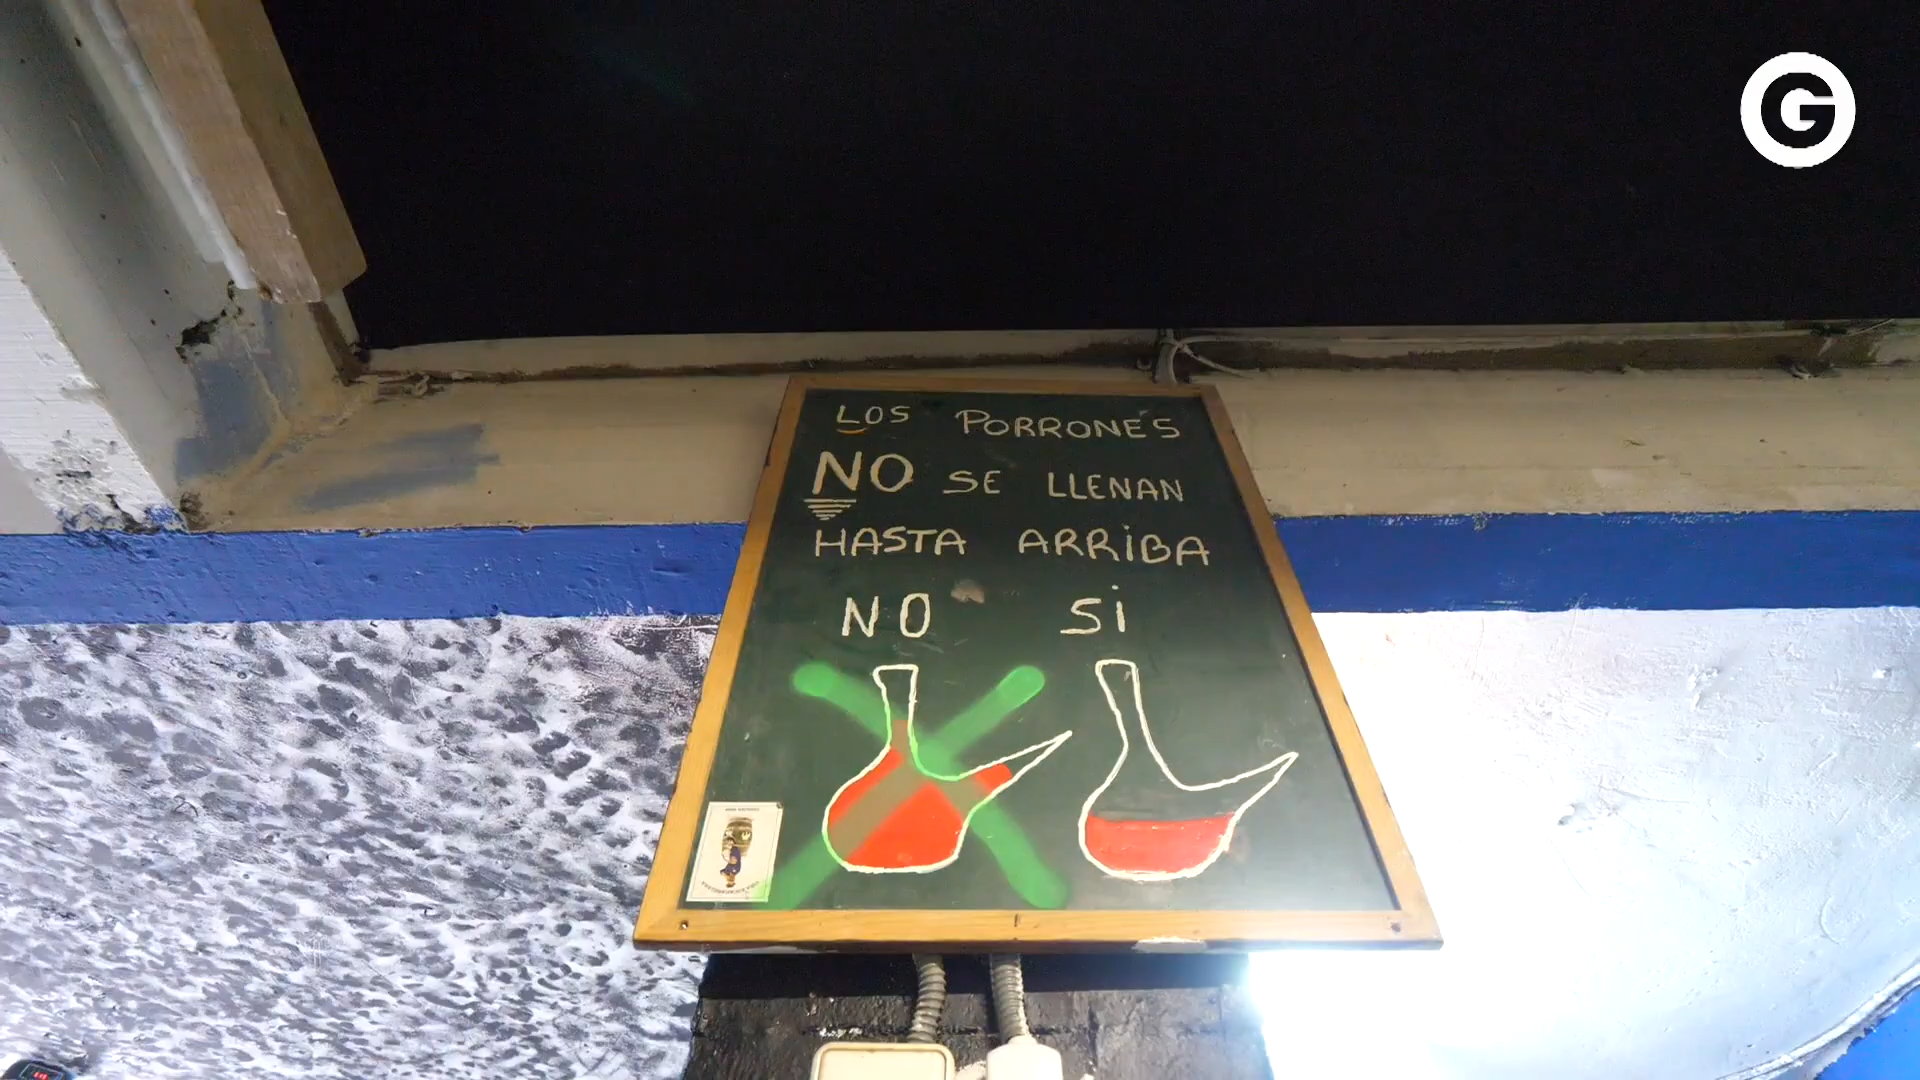 LOS PORRONES
NO SE LLENAN
HASTA ARRIBA
NO SI
G